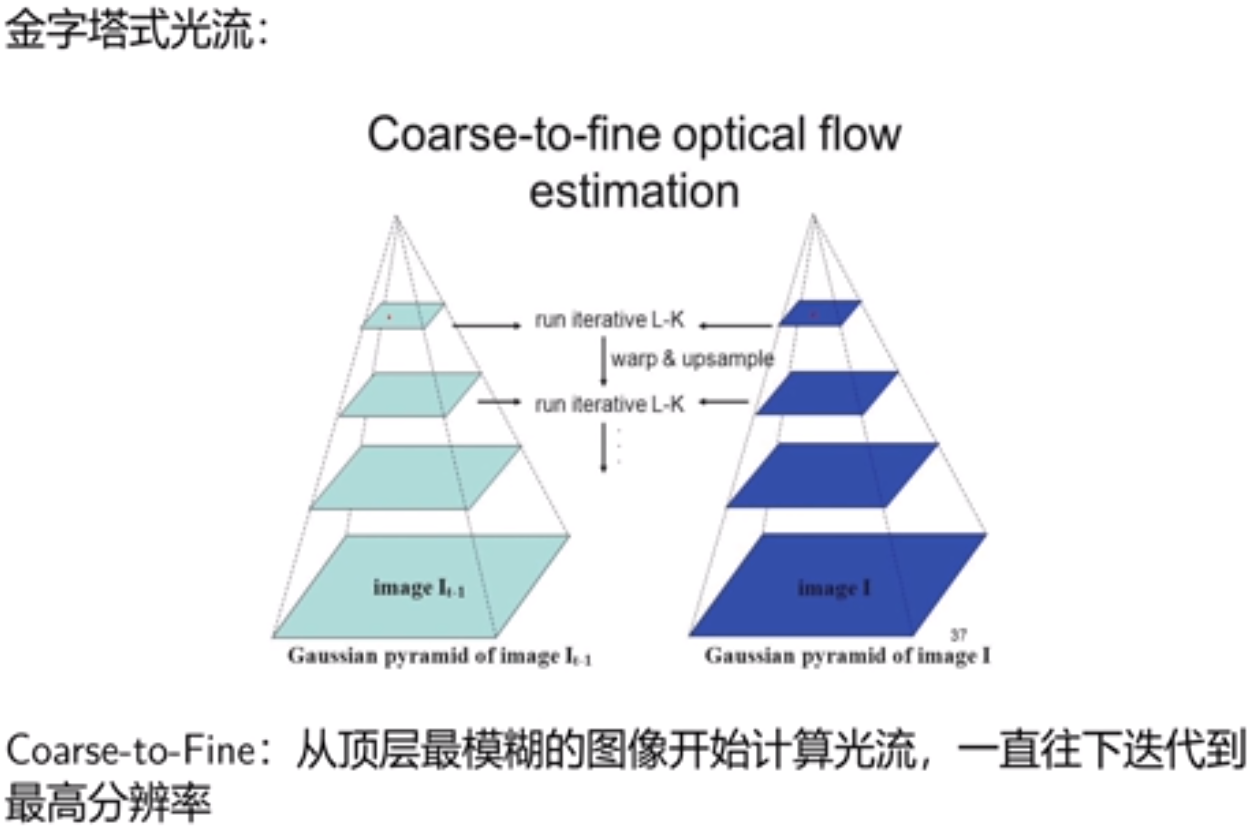 金字塔式光流：
Coarse-to-fine optical flow
estimation
run iterative L-K
warp & upsample
run iterative L-K
image It-1
image I
37
Gaussian pyramid of image It-1
Gaussian pyramid of image I
Coarse-to-Fine：从顶层最模糊的图像开始计算光流，一直往下迭代到
最高分辨率